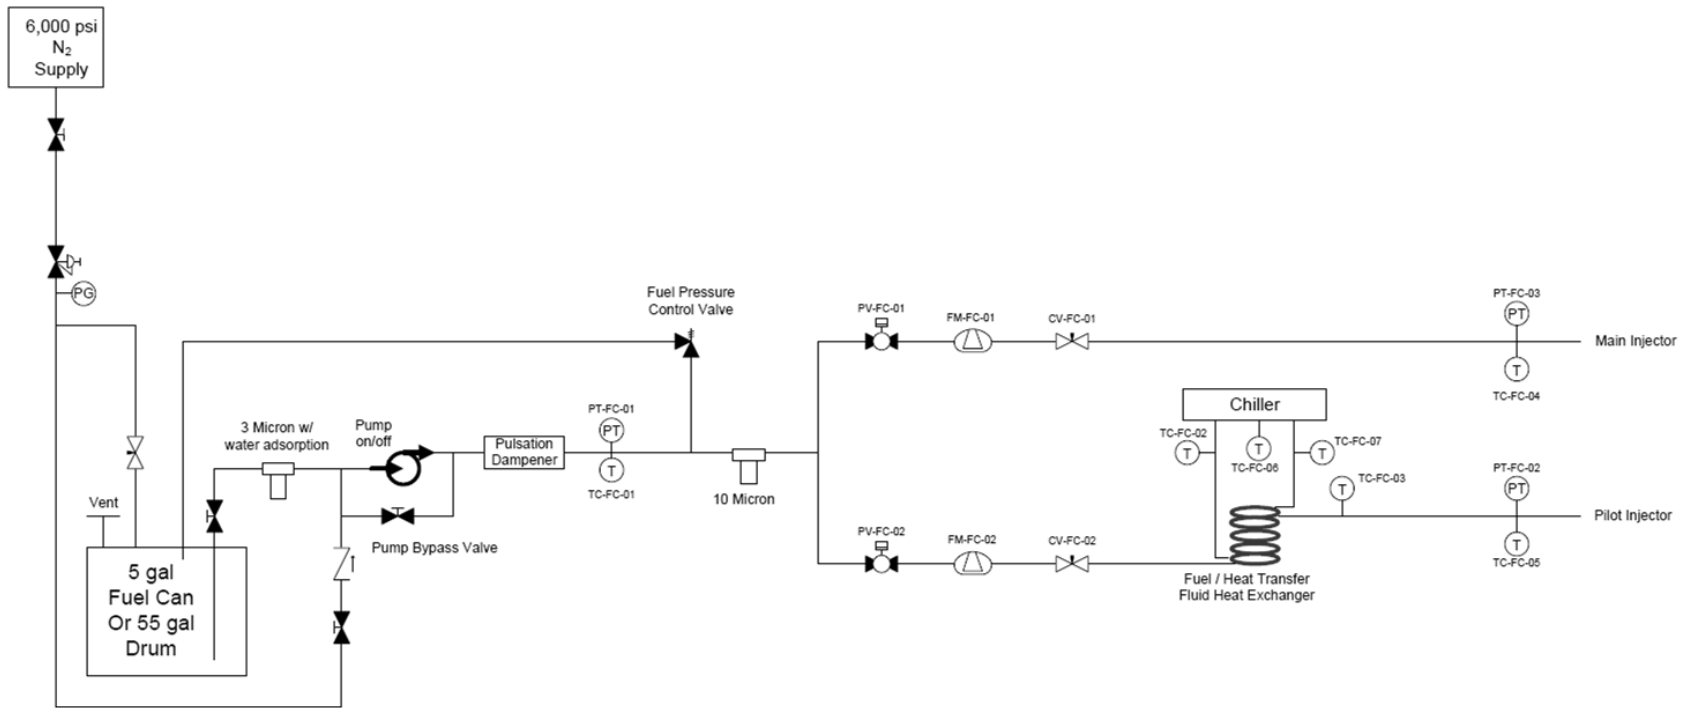 6,000 psi
N2
Supply
PG
Fuel Pressure
Control Valve
PV-FC-01
FM-FC-01
CV-FC-01
PT-FC-03
PT
Main Injector
T
TC-FC-04
3 Micron w/
water adsorption
Pump
on/off
PT-FC-01
PT
Pulsation
Dampener
T
TC-FC-01
10 Micron
Chiller
TC-FC-02
T
T
TC-FC-06
T
TC-FC-07
T
TC-FC-03
PT-FC-02
PT
Pilot Injector
T
TC-FC-05
Vent
Pump Bypass Valve
PV-FC-02
FM-FC-02
CV-FC-02
Fuel / Heat Transfer
Fluid Heat Exchanger
5 gal
Fuel Can
Or 55 gal
Drum